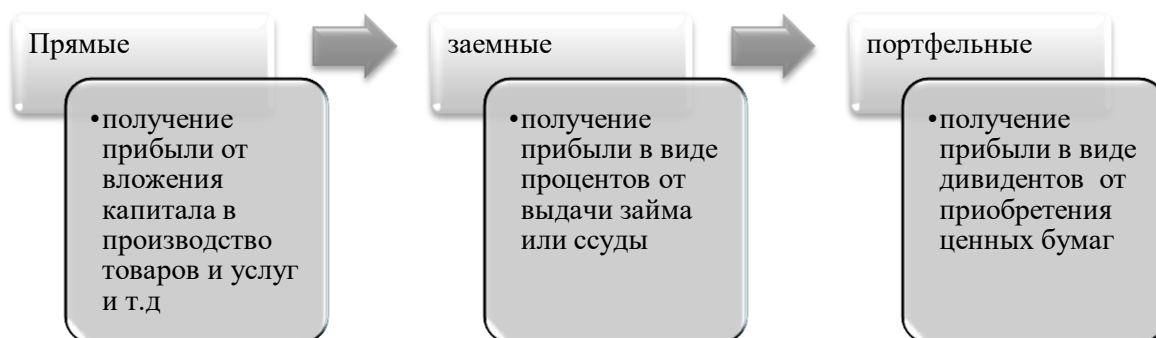 Прямые
•получение
прибыли от
вложения
капитала в
производство
товаров и услуг
и т.д
заемные
•получение
прибыли в виде
процентов от
выдачи займа
или ссуды
портфельные
•получение
прибыли в виде
дивидентов от
приобретения
ценных бумаг